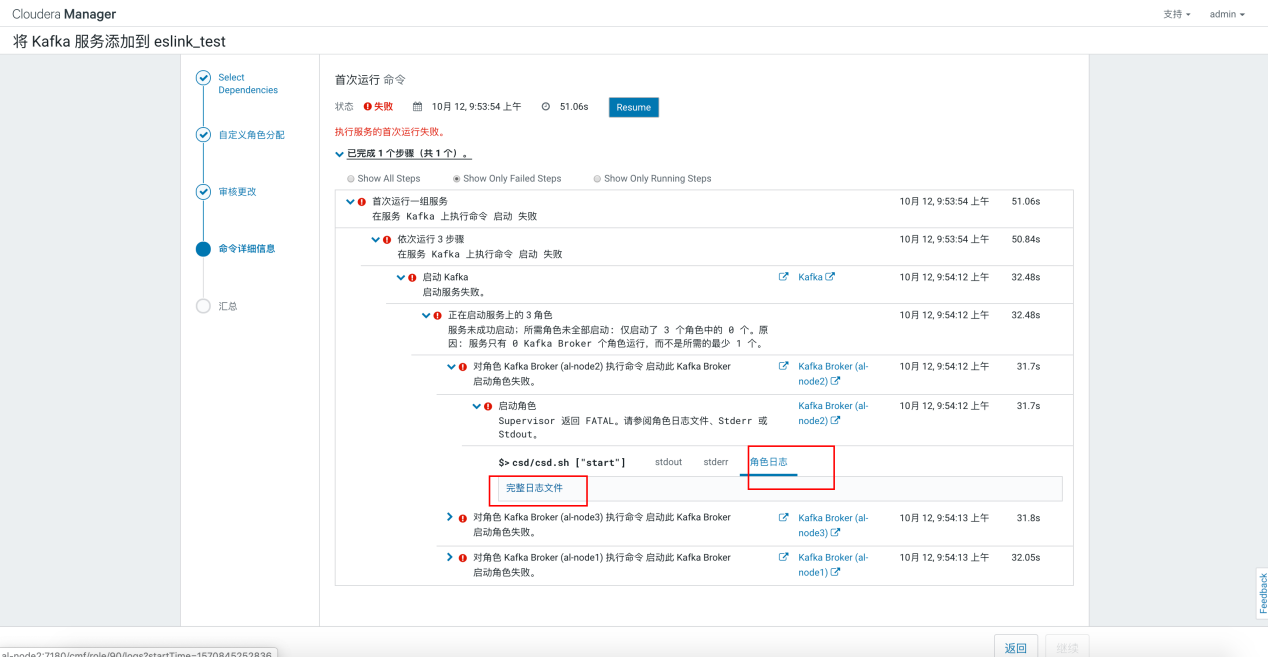 Cloudera Manager
支持
admin
将 Kafka 服务添加到 eslink_test
Select
Dependencies
自定义角色分配
审核更改
命令详细信息
汇总
首次运行 命令
状态 失败 10月 12, 9:53:54 上午 51.06s Resume
执行服务的首次运行失败。
已完成 1 个步骤（共 1 个）。
Show All Steps Show Only Failed Steps Show Only Running Steps
首次运行一组服务 10月 12, 9:53:54 上午 51.06s
在服务 Kafka 上执行命令 启动 失败
依次运行 3 步骤 10月 12, 9:53:54 上午 50.84s
在服务 Kafka 上执行命令 启动 失败
启动 Kafka Kafka 10月 12, 9:54:12 上午 32.48s
启动服务失败。
正在启动服务上的 3 角色 10月 12, 9:54:12 上午 32.48s
服务未成功启动；所需角色未全部启动：仅启动了 3 个角色中的 0 个。原
因：服务只有 0 Kafka Broker 个角色运行，而不是所需的最少 1 个。
对角色 Kafka Broker (al-node2) 执行命令 启动此 Kafka Broker Kafka Broker (al- 10月 12, 9:54:12 上午 31.7s
启动角色失败。 node2)
启动角色 Kafka Broker (al- 10月 12, 9:54:12 上午 31.7s
Supervisor 返回 FATAL。请参阅角色日志文件、Stderr 或 node2)
Stdout。
$> csd/csd.sh ["start"] stdout stderr 角色日志
完整日志文件
对角色 Kafka Broker (al-node3) 执行命令 启动此 Kafka Broker Kafka Broker (al- 10月 12, 9:54:13 上午 31.8s
启动角色失败。 node3)
对角色 Kafka Broker (al-node1) 执行命令 启动此 Kafka Broker Kafka Broker (al- 10月 12, 9:54:13 上午 32.05s
启动角色失败。 node1)
Feedback
返回 继续
al-node2:7180/cmf/role/90/logs?startTime=1570845252836